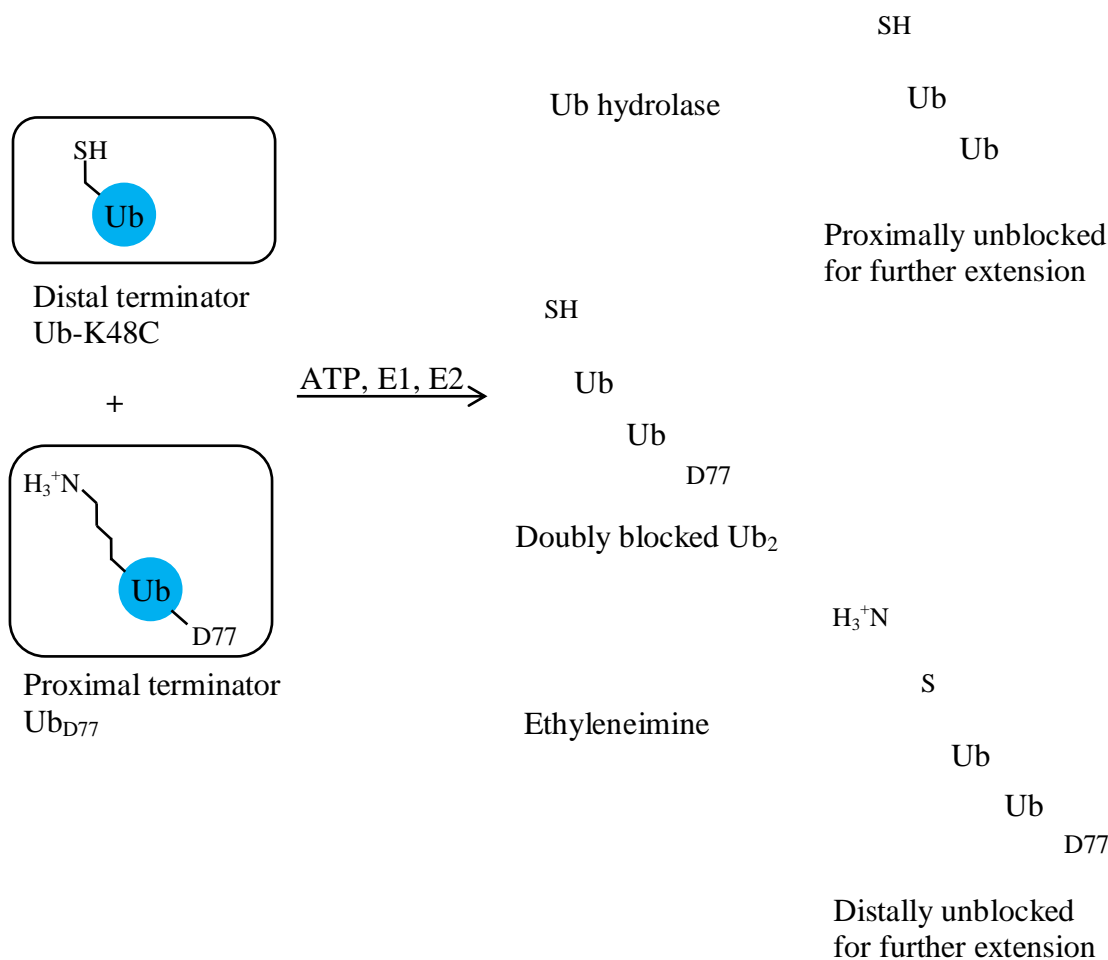 SH
Ub hydrolase
Ub
Ub
Proximally unblocked
for further extension
SH
Ub
Distal terminator
Ub-K48C
+
ATP, E1, E2
SH
Ub
Ub
D77
Doubly blocked Ub₂
H₃⁺N
Ub
D77
Proximal terminator
Ub_D77
Ethyleneimine
H₃⁺N
S
Ub
Ub
D77
Distally unblocked
for further extension